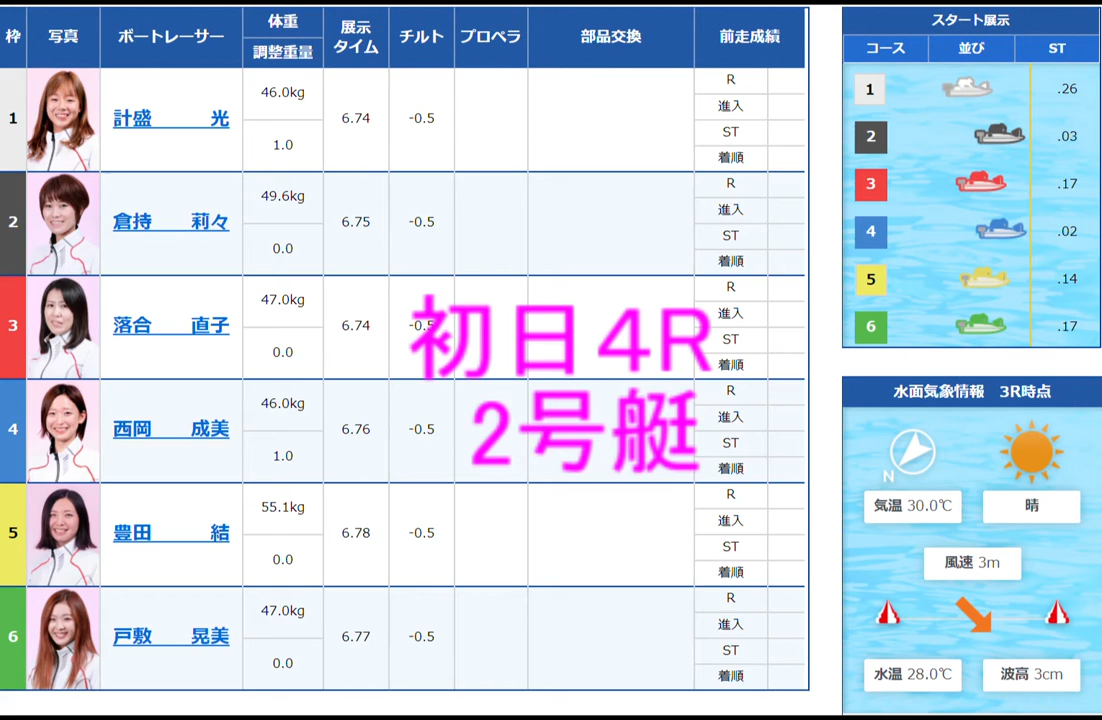 枠 写真 ボートレーサー 体重 調整重量 展示タイム チルト プロペラ 部品交換 前走成績
1 計盛 光 46.0kg 1.0 6.74 -0.5 R 進入 ST 着順
2 倉持 莉々 49.6kg 0.0 6.75 -0.5 R 進入 ST 着順
3 落合 直子 47.0kg 0.0 6.74 -0.5 R 進入 ST 着順
4 西岡 成美 46.0kg 1.0 6.76 -0.5 R 進入 ST 着順
5 豊田 結 55.1kg 0.0 6.78 -0.5 R 進入 ST 着順
6 戸敷 晃美 47.0kg 0.0 6.77 -0.5 R 進入 ST 着順
初日4R
2号艇
スタート展示
コース 並び ST
1 .26
2 .03
3 .17
4 .02
5 .14
6 .17
水面気象情報 3R時点
N
気温 30.0℃ 晴
風速 3m
水温 28.0℃ 波高 3cm